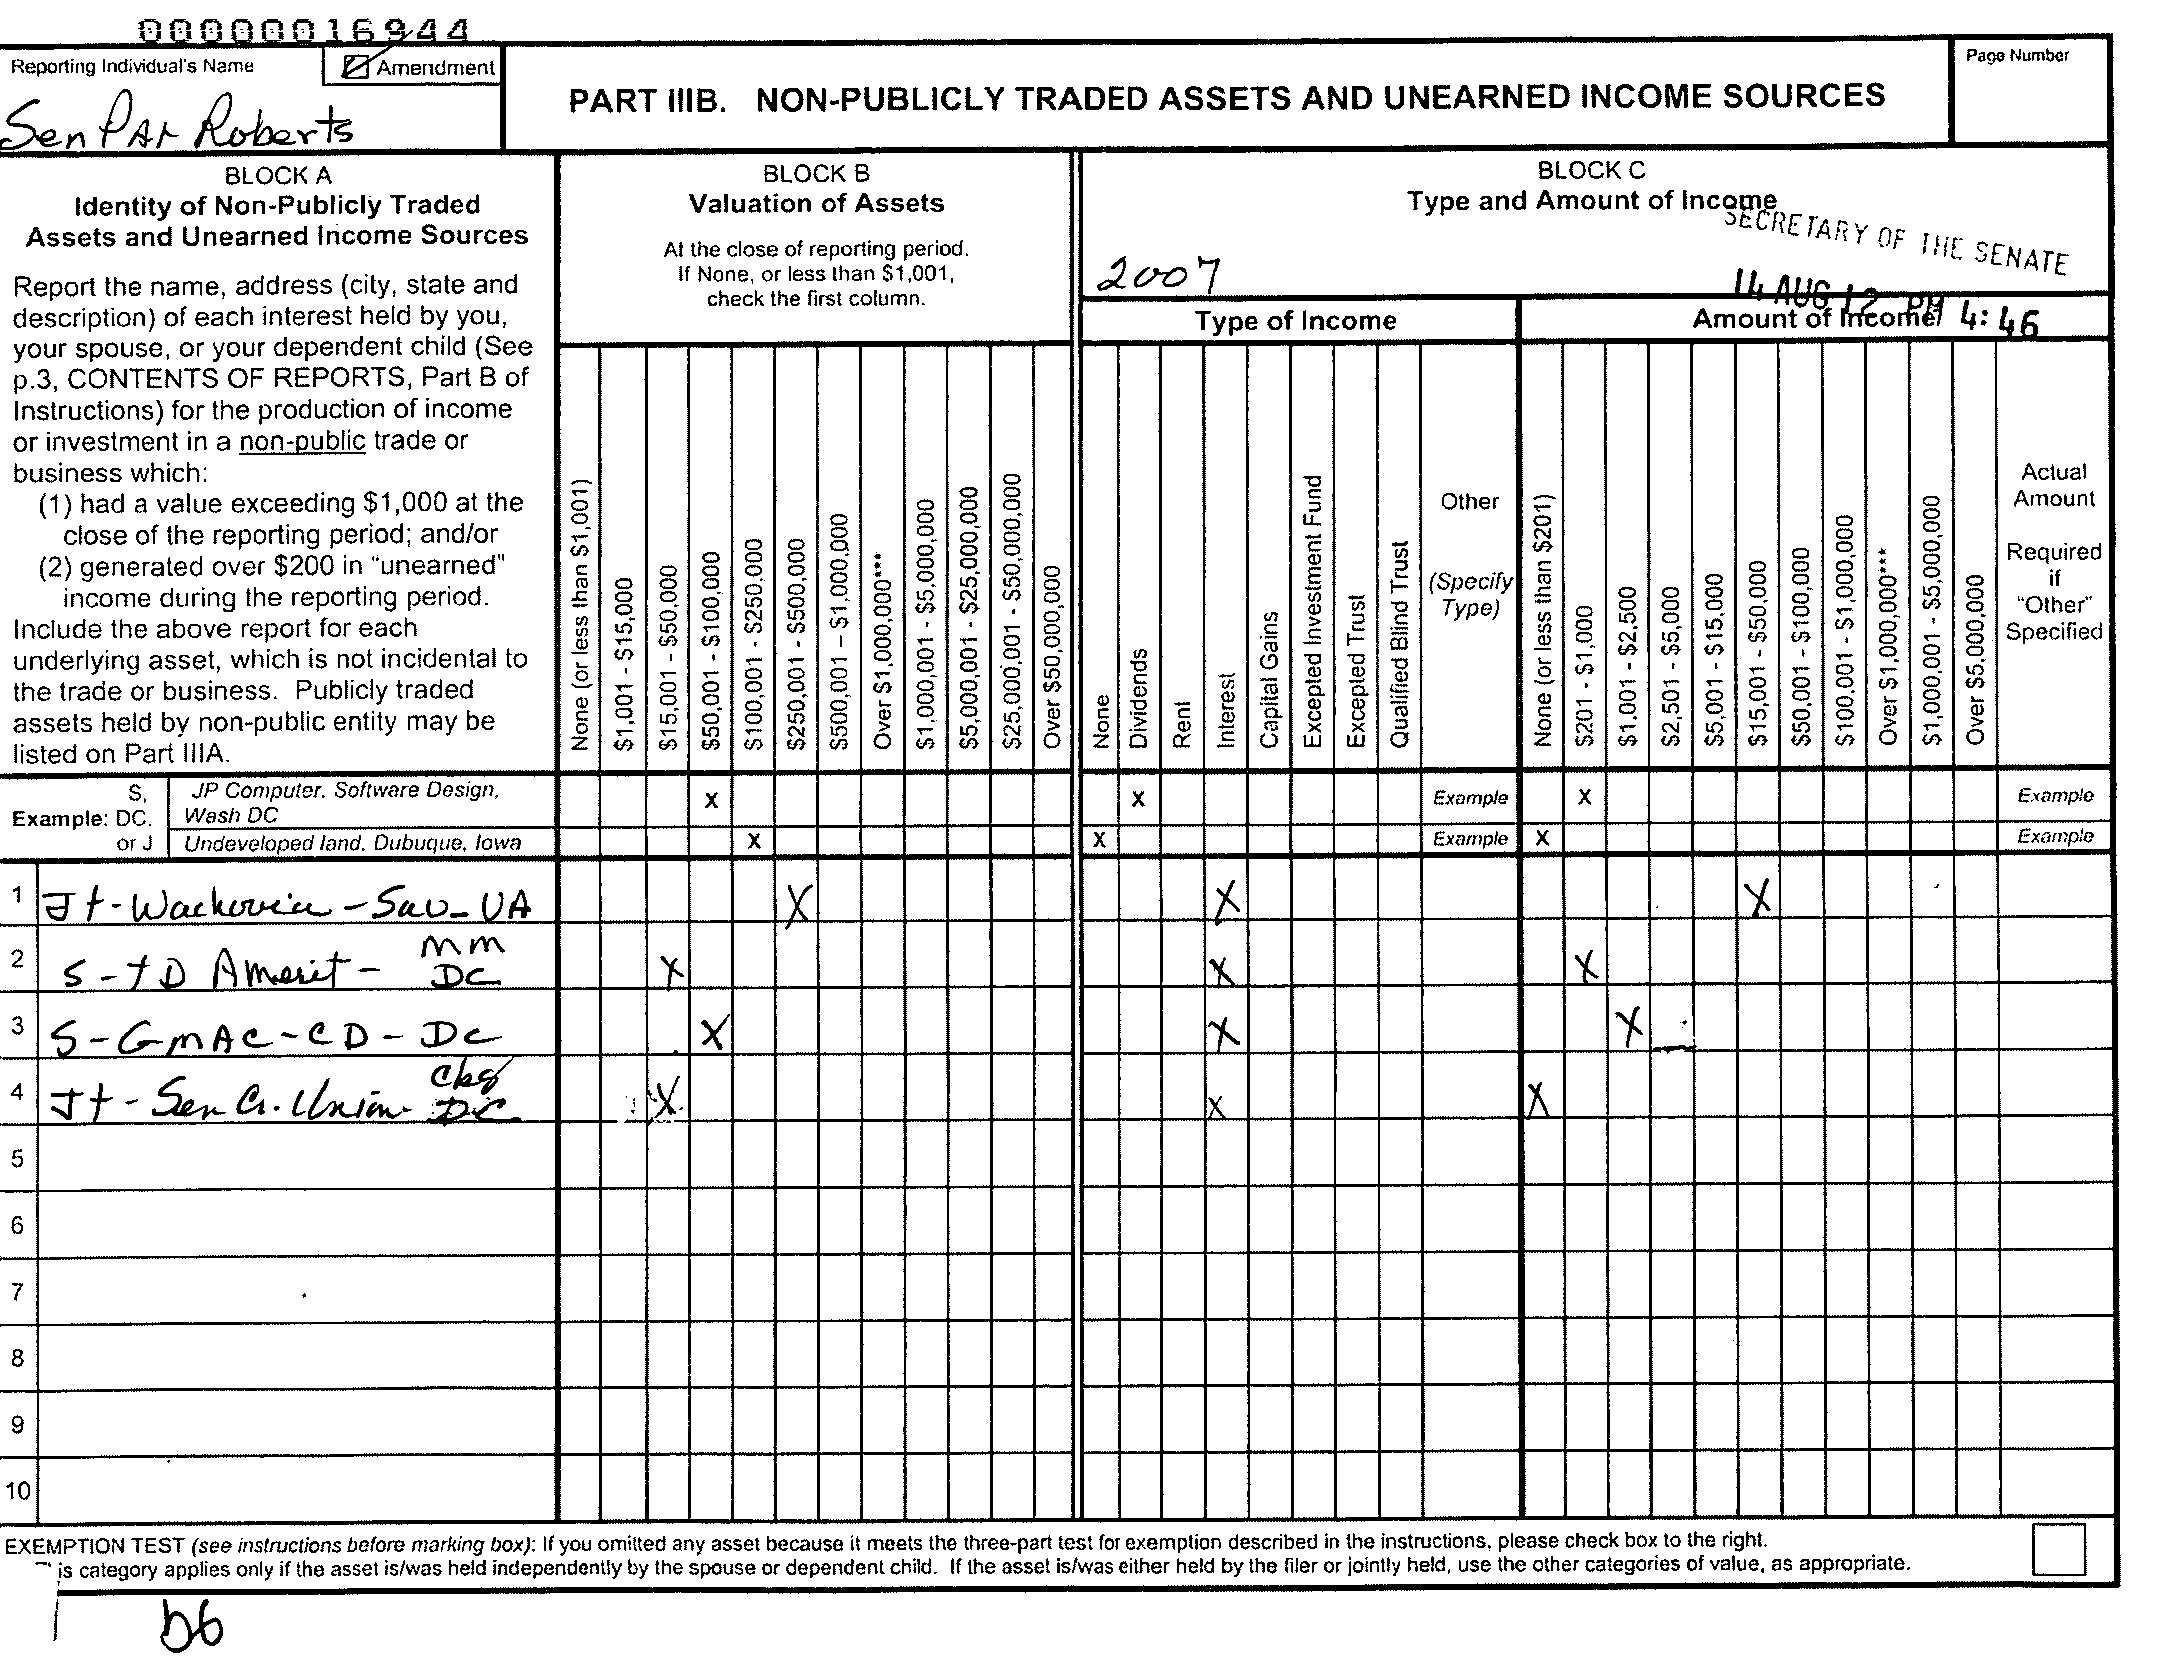 00000016944
Reporting Individual's Name
Amendment
Sen PAt Roberts
PART IIIB. NON-PUBLICLY TRADED ASSETS AND UNEARNED INCOME SOURCES
Page Number
BLOCK A
Identity of Non-Publicly Traded
Assets and Unearned Income Sources
Report the name, address (city, state and
description) of each interest held by you,
your spouse, or your dependent child (See
p.3, CONTENTS OF REPORTS, Part B of
Instructions) for the production of income
or investment in a non-public trade or
business which:
(1) had a value exceeding $1,000 at the
close of the reporting period; and/or
(2) generated over $200 in "unearned"
income during the reporting period.
Include the above report for each
underlying asset, which is not incidental to
the trade or business. Publicly traded
assets held by non-public entity may be
listed on Part IIIA.
BLOCK B
Valuation of Assets
At the close of reporting period.
If None, or less than $1,001,
check the first column.
None (or less than $1,001)
$1,001 - $15,000
$15,001 - $50,000
$50,001 - $100,000
$100,001 - $250,000
$250,001 - $500,000
$500,001 – $1,000,000
Over $1,000,000***
$1,000,001 - $5,000,000
$5,000,001 - $25,000,000
$25,000,001 - $50,000,000
Over $50,000,000
BLOCK C
Type and Amount of Income
SECRETARY OF THE SENATE
14 AUG 12 PM 4:46
2007
Type of Income
Amount of Income
None
Dividends
Rent
Interest
Capital Gains
Excepted Investment Fund
Excepted Trust
Qualified Blind Trust
Other
(Specify
Type)
None (or less than $201)
$201 - $1,000
$1,001 - $2,500
$2,501 - $5,000
$5,001 - $15,000
$15,001 - $50,000
$50,001 - $100,000
$100,001 - $1,000,000
Over $1,000,000***
$1,000,001 - $5,000,000
Over $5,000,000
Actual
Amount
Required
if
"Other"
Specified
Example: S, DC, or J
JP Computer, Software Design,
Wash DC
X X Example X Example
Undeveloped land, Dubuque, Iowa X X Example X Example
1 Jt - Wachovia - Sav - VA X X X
2 S - TD Amerit - MM DC X X X
3 S - GMAC - CD - DC X X X
4 Jt - Sen Cr. Union - Ckg DC X X X
5
6
7
8
9
10
EXEMPTION TEST (see instructions before marking box): If you omitted any asset because it meets the three-part test for exemption described in the instructions, please check box to the right.
is category applies only if the asset is/was held independently by the spouse or dependent child. If the asset is/was either held by the filer or jointly held, use the other categories of value, as appropriate.
b6